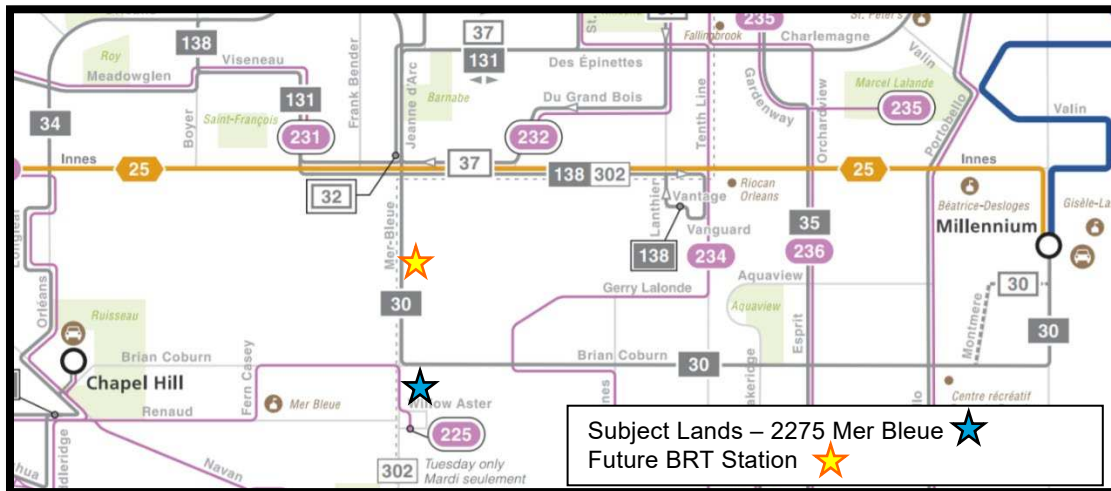 235
St. Peter's
37
Charlemagne
Fallingbrook
Roy
138
Viseneau
131
Meadowglen
Des Épinettes
Valin
Frank Bender
Jeanne d'Arc
Barnabe
Du Grand Bois
Tenth Line
Gardenway
Orchardview
Marcel Lalande
235
Portobello
Valin
34
131
231
Saint-François
Boyer
232
Innes
25
37
138 302
25
Innes
32
Lanthier
Vantage
Riocan
Orleans
Béatrice-Desloges
Millennium
35
236
Vanguard
234
138
Mer-Bleue
Orléans
30
Gerry Lalonde
Aquaview
Aquaview
Esprit
Montmere
30
30
Ruisseau
Chapel Hill
Brian Coburn
Brian Coburn
30
Fern Casey
Mer Bleue
Renaud
Willow Aster
225
Navan
302
Tuesday only
Mardi seulement
Centre récréatif
Subject Lands – 2275 Mer Bleue
Future BRT Station